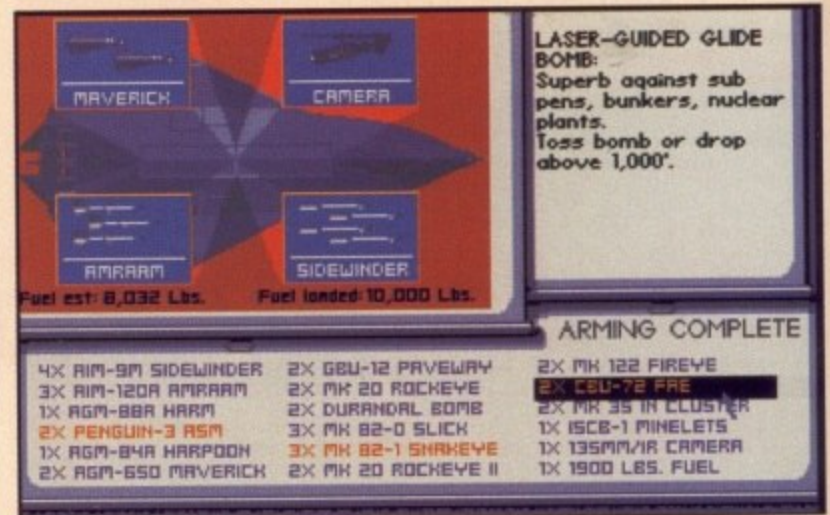 MAVERICK
CAMERA
AMRAAM
SIDEWINDER
Fuel est: 8,032 Lbs.
Fuel loaded: 10,000 Lbs.
LASER-GUIDED GLIDE
BOMB:
Superb against sub
pens, bunkers, nuclear
plants.
Toss bomb or drop
above 1,000'.
ARMING COMPLETE
4X AIM-9M SIDEWINDER
3X AIM-120A AMRAAM
1X AGM-88A HARM
2X PENGUIN-3 ASM
1X AGM-84A HARPOON
2X AGM-65D MAVERICK
2X GBU-12 PAVEWAY
2X MK 20 ROCKEYE
2X DURANDAL BOMB
3X MK 82-0 SLICK
3X MK 82-1 SNAKEYE
2X MK 20 ROCKEYE II
2X MK 122 FIREYE
2X CBU-72 FAE
2X MK 35 IN CLUSTER
1X ISCB-1 MINELETS
1X 135MM/IR CAMERA
1X 1900 LBS. FUEL